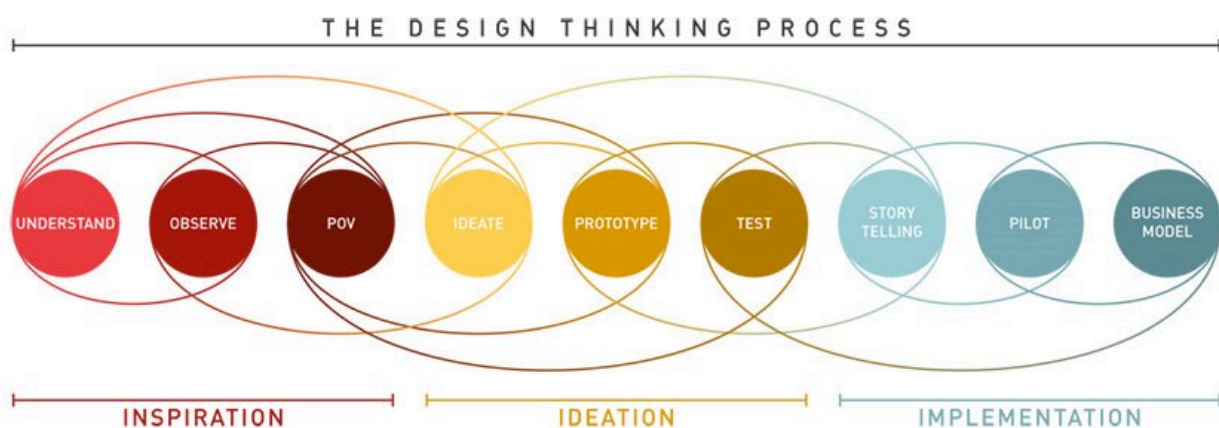 THE DESIGN THINKING PROCESS
UNDERSTAND
OBSERVE
POV
IDEATE
PROTOTYPE
TEST
STORY
TELLING
PILOT
BUSINESS
MODEL
INSPIRATION
IDEATION
IMPLEMENTATION